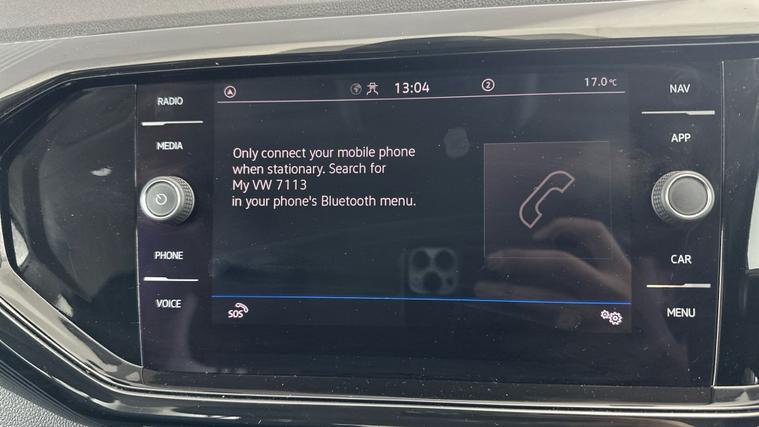 RADIO
MEDIA
PHONE
VOICE
13:04
2
17.0 °C
Only connect your mobile phone
when stationary. Search for
My VW 7113
in your phone's Bluetooth menu.
SOS
NAV
APP
CAR
MENU